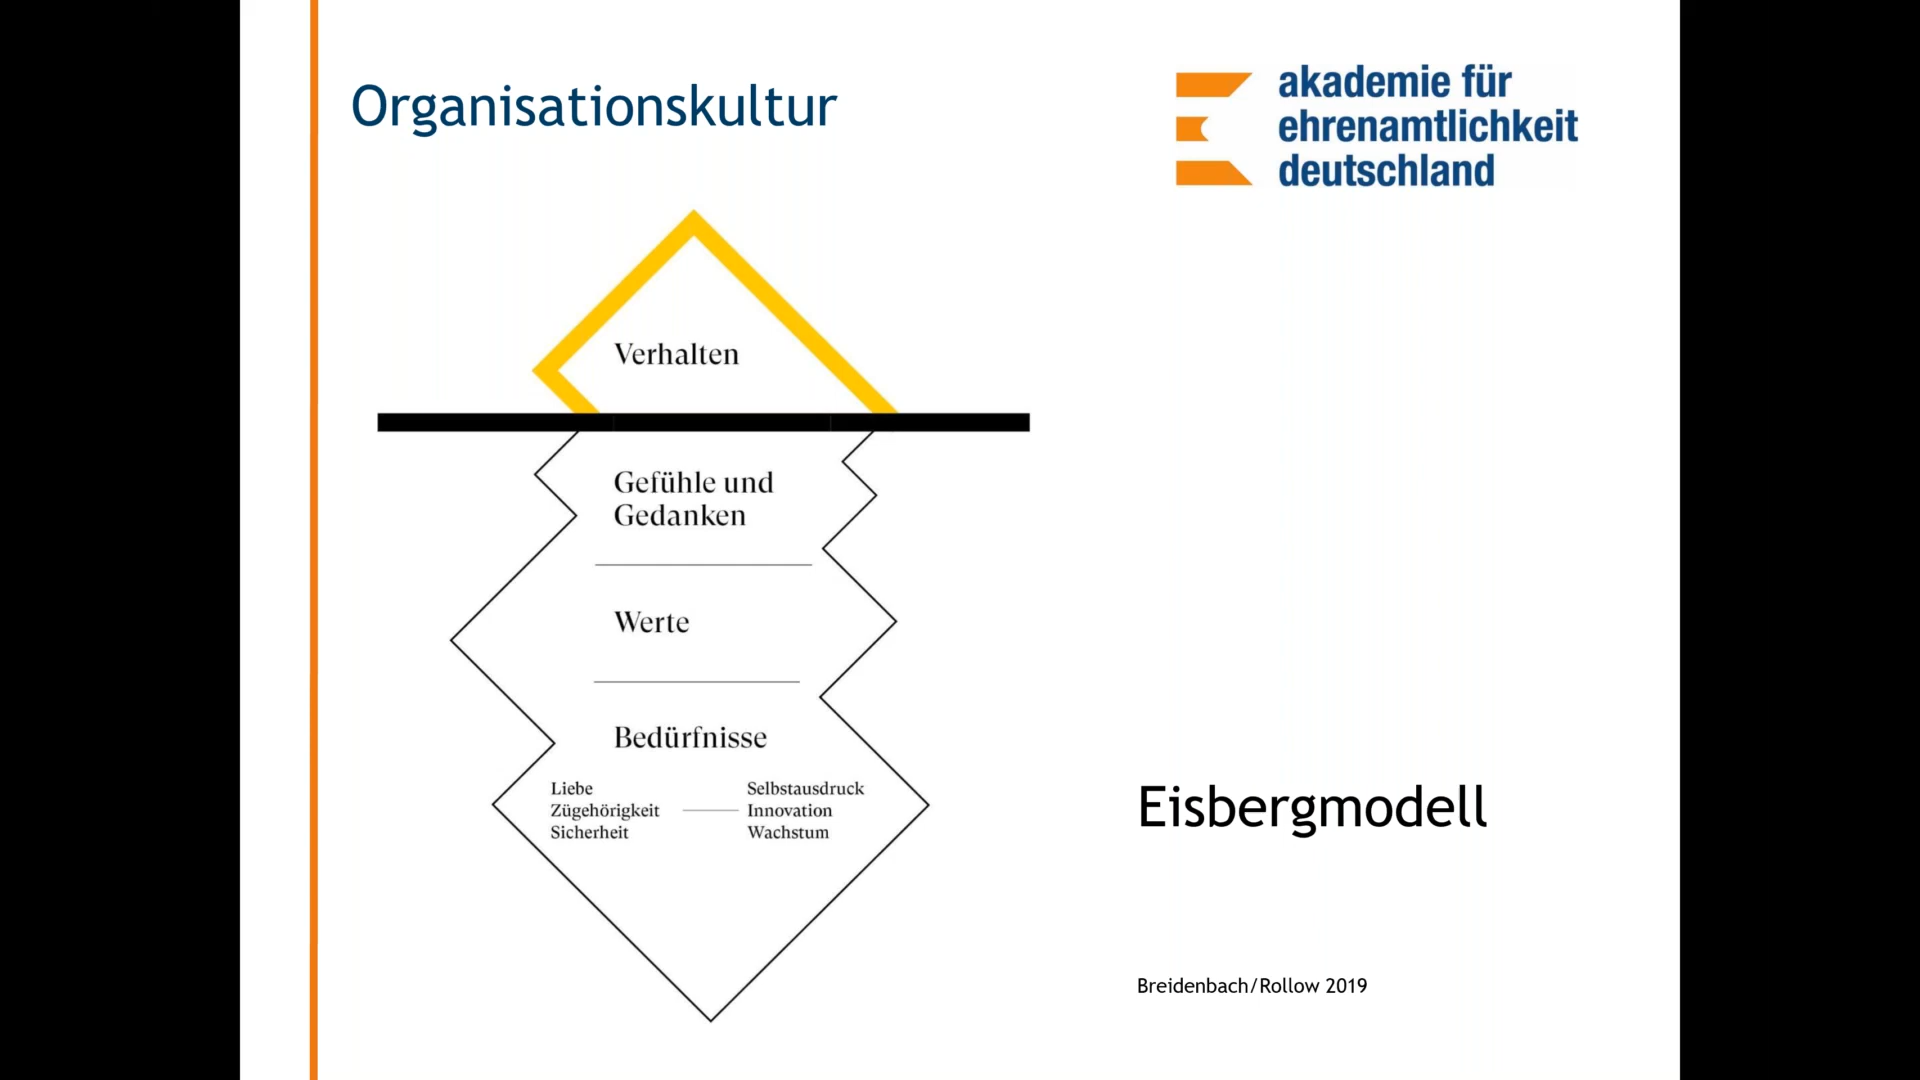 Organisationskultur
akademie für
ehrenamtlichkeit
deutschland
Verhalten
Gefühle und
Gedanken
Werte
Bedürfnisse
Liebe
Zügehörigkeit
Sicherheit
Selbstausdruck
Innovation
Wachstum
Eisbergmodell
Breidenbach/Rollow 2019